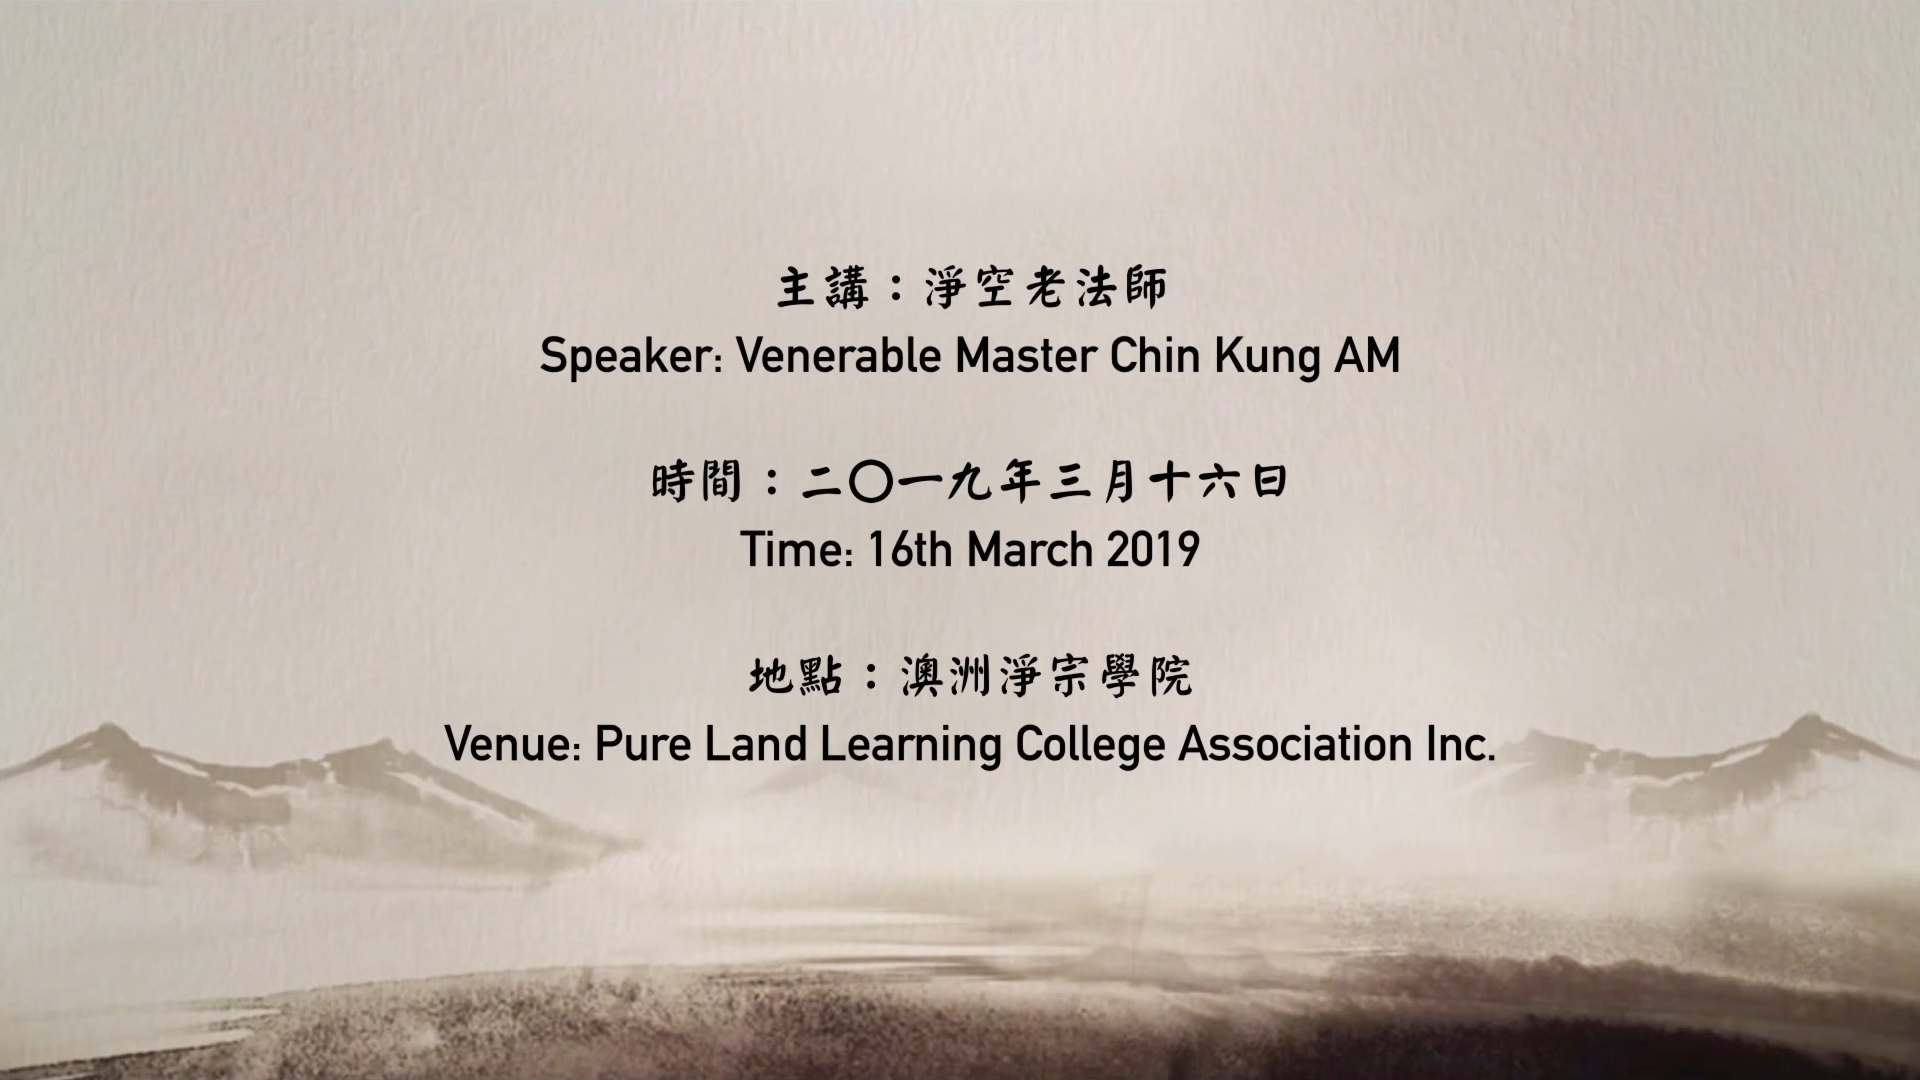 主講：淨空老法師
Speaker: Venerable Master Chin Kung AM
時間：二〇一九年三月十六日
Time: 16th March 2019
地點：澳洲淨宗學院
Venue: Pure Land Learning College Association Inc.